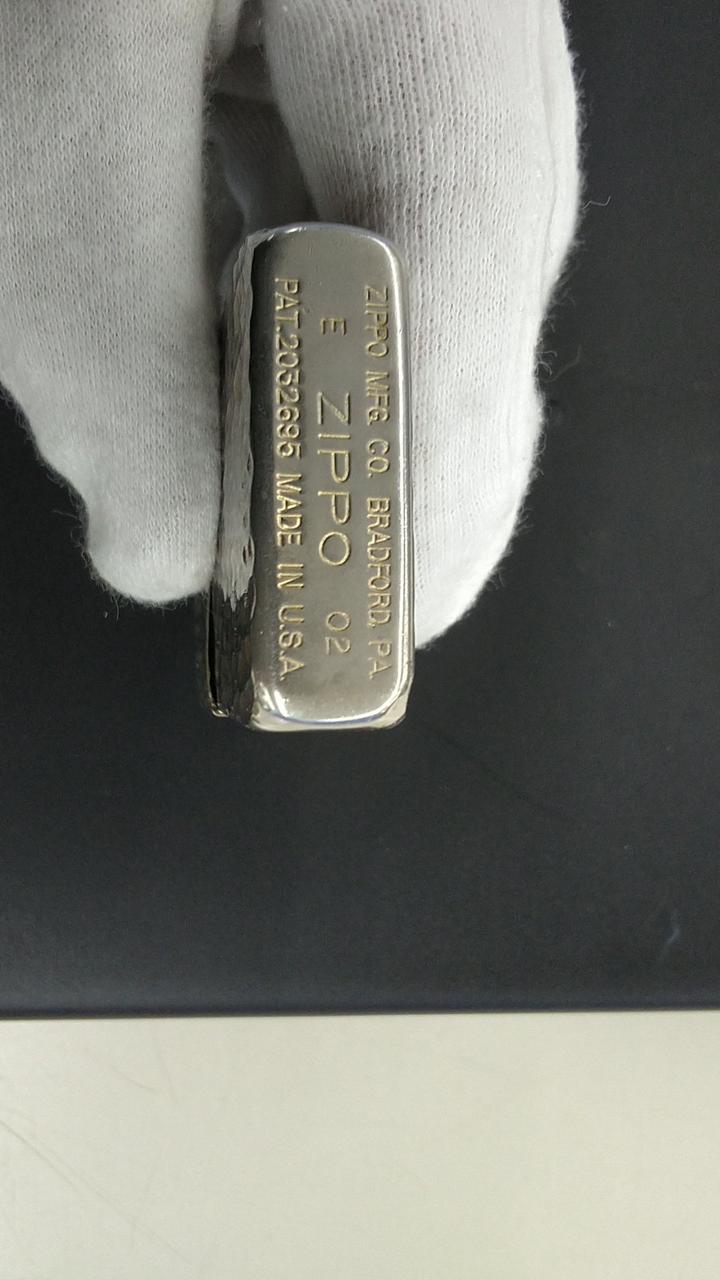 ZIPPO MFG. CO. BRADFORD, PA
E ZIPPO 02
PAT.2032695 MADE IN U.S.A.